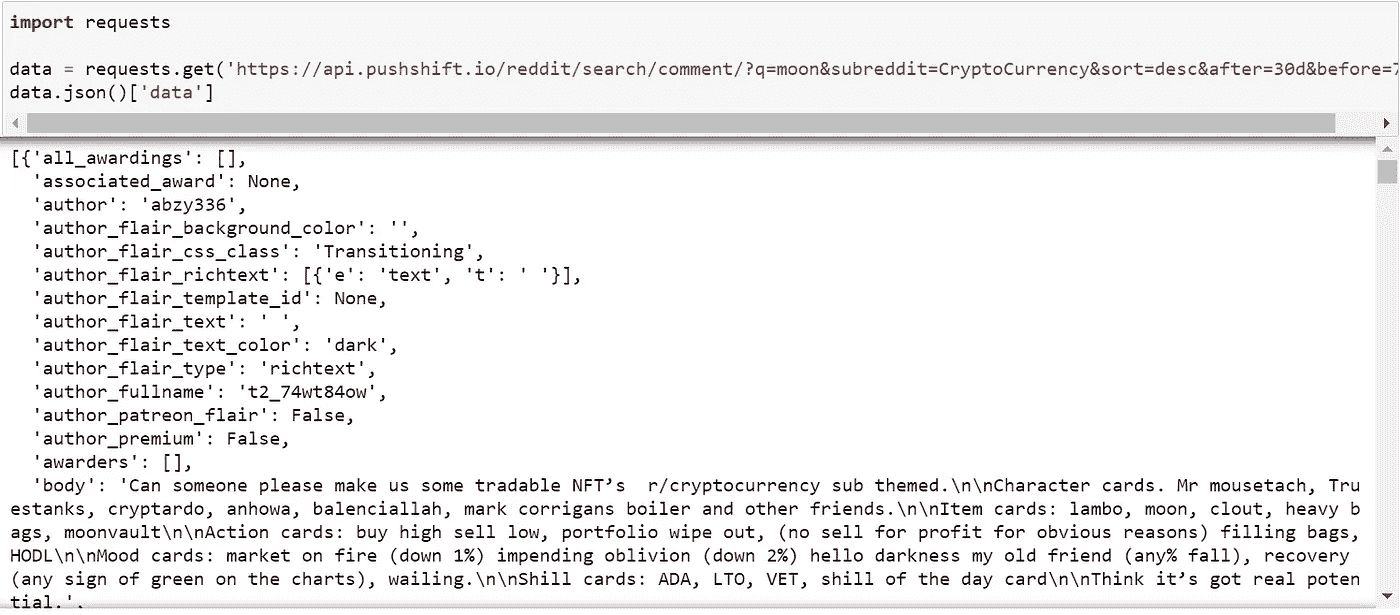 import requests
data = requests.get('https://api.pushshift.io/reddit/search/comment/?q=moon&subreddit=CryptoCurrency&sort=desc&after=30d&before=7
data.json()['data']
[{'all_awardings': [],
'associated_award': None,
'author': 'abzy336',
'author_flair_background_color': '',
'author_flair_css_class': 'Transitioning',
'author_flair_richtext': [{'e': 'text', 't': ' '}],
'author_flair_template_id': None,
'author_flair_text': ' ',
'author_flair_text_color': 'dark',
'author_flair_type': 'richtext',
'author_fullname': 't2_74wt84ow',
'author_patreon_flair': False,
'author_premium': False,
'awarders': [],
'body': 'Can someone please make us some tradable NFT’s  r/cryptocurrency sub themed.\n\nCharacter cards. Mr mousetach, Tru
estanks, cryptardo, anhowa, balenciallah, mark corrigans boiler and other friends.\n\nItem cards: lambo, moon, clout, heavy b
ags, moonvault\n\nAction cards: buy high sell low, portfolio wipe out, (no sell for profit for obvious reasons) filling bags,
HODL\n\nMood cards: market on fire (down 1%) impending oblivion (down 2%) hello darkness my old friend (any% fall), recovery
(any sign of green on the charts), wailing.\n\nShill cards: ADA, LTO, VET, shill of the day card\n\nThink it’s got real poten
tial.',